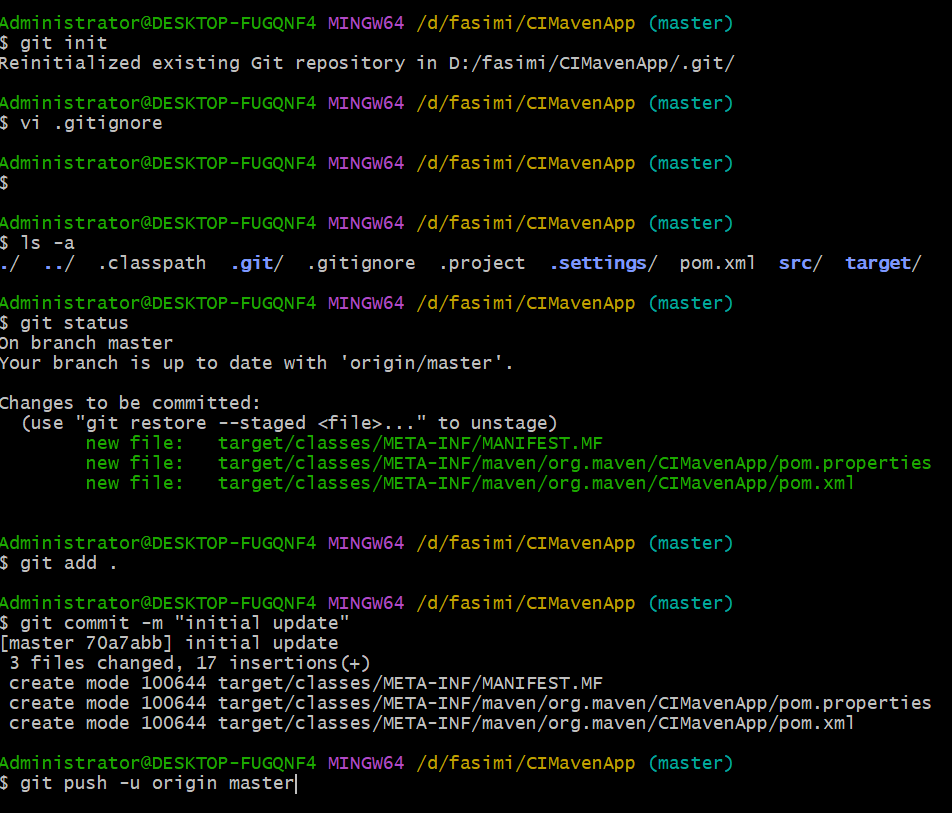 Administrator@DESKTOP-FUGQNF4 MINGW64 /d/fasimi/CIMavenApp (master)
$ git init
Reinitialized existing Git repository in D:/fasimi/CIMavenApp/.git/
Administrator@DESKTOP-FUGQNF4 MINGW64 /d/fasimi/CIMavenApp (master)
$ vi .gitignore
Administrator@DESKTOP-FUGQNF4 MINGW64 /d/fasimi/CIMavenApp (master)
$
Administrator@DESKTOP-FUGQNF4 MINGW64 /d/fasimi/CIMavenApp (master)
$ ls -a
./ ../ .classpath .git/ .gitignore .project .settings/ pom.xml src/ target/
Administrator@DESKTOP-FUGQNF4 MINGW64 /d/fasimi/CIMavenApp (master)
$ git status
On branch master
Your branch is up to date with 'origin/master'.
Changes to be committed:
(use "git restore --staged <file>..." to unstage)
new file: target/classes/META-INF/MANIFEST.MF
new file: target/classes/META-INF/maven/org.maven/CIMavenApp/pom.properties
new file: target/classes/META-INF/maven/org.maven/CIMavenApp/pom.xml
Administrator@DESKTOP-FUGQNF4 MINGW64 /d/fasimi/CIMavenApp (master)
$ git add .
Administrator@DESKTOP-FUGQNF4 MINGW64 /d/fasimi/CIMavenApp (master)
$ git commit -m "initial update"
[master 70a7abb] initial update
3 files changed, 17 insertions(+)
create mode 100644 target/classes/META-INF/MANIFEST.MF
create mode 100644 target/classes/META-INF/maven/org.maven/CIMavenApp/pom.properties
create mode 100644 target/classes/META-INF/maven/org.maven/CIMavenApp/pom.xml
Administrator@DESKTOP-FUGQNF4 MINGW64 /d/fasimi/CIMavenApp (master)
$ git push -u origin master